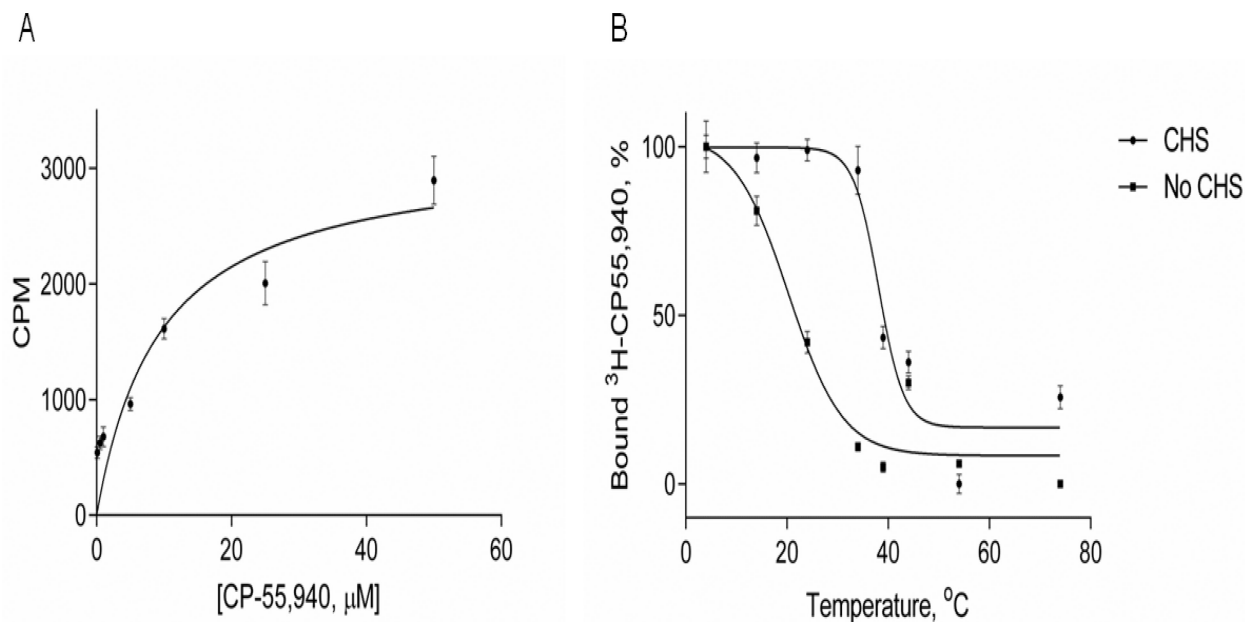 A
CPM
3000
2000
1000
0
0 20 40 60
[CP-55,940, μM]
B
Bound ³H-CP55,940, %
100
50
0
0 20 40 60 80
Temperature, °C
CHS
No CHS